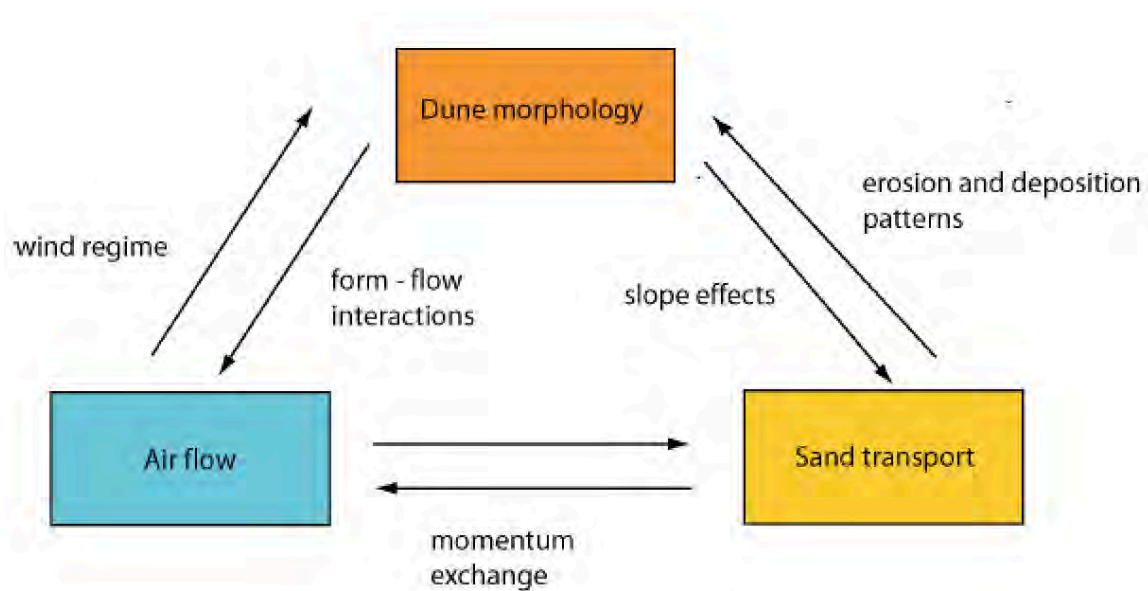 Dune morphology
erosion and deposition
patterns
wind regime
form - flow
interactions
slope effects
Air flow
Sand transport
momentum
exchange